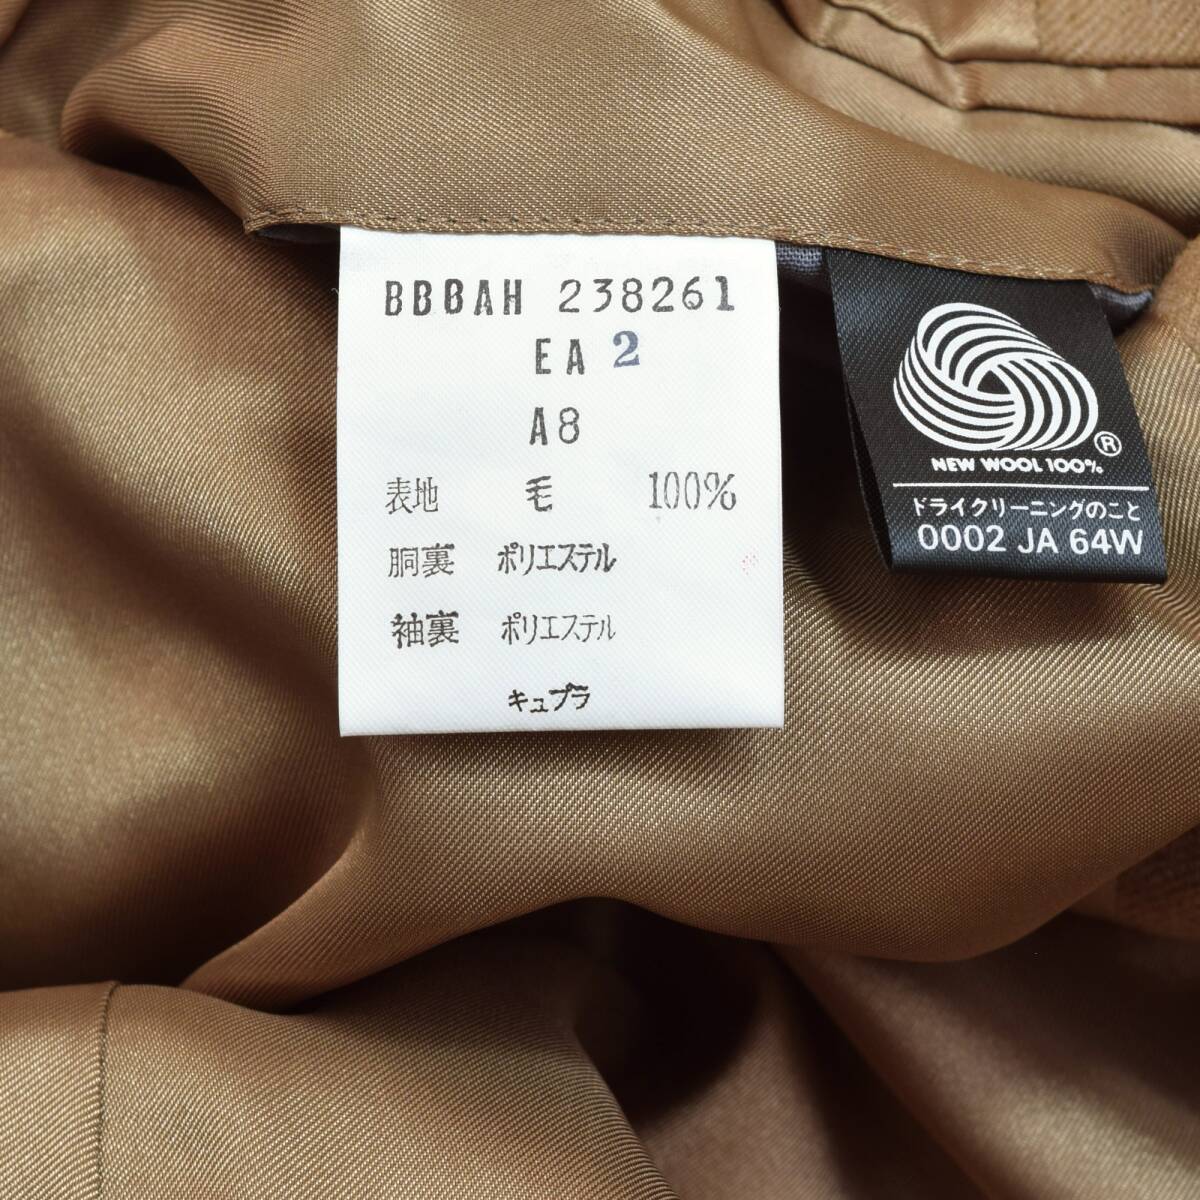 BBBAH 238261
EA 2
A8
表地 毛 100%
胴裏 ポリエステル
袖裏 ポリエステル
キュプラ
®
NEW WOOL 100%
ドライクリーニングのこと
0002 JA 64W